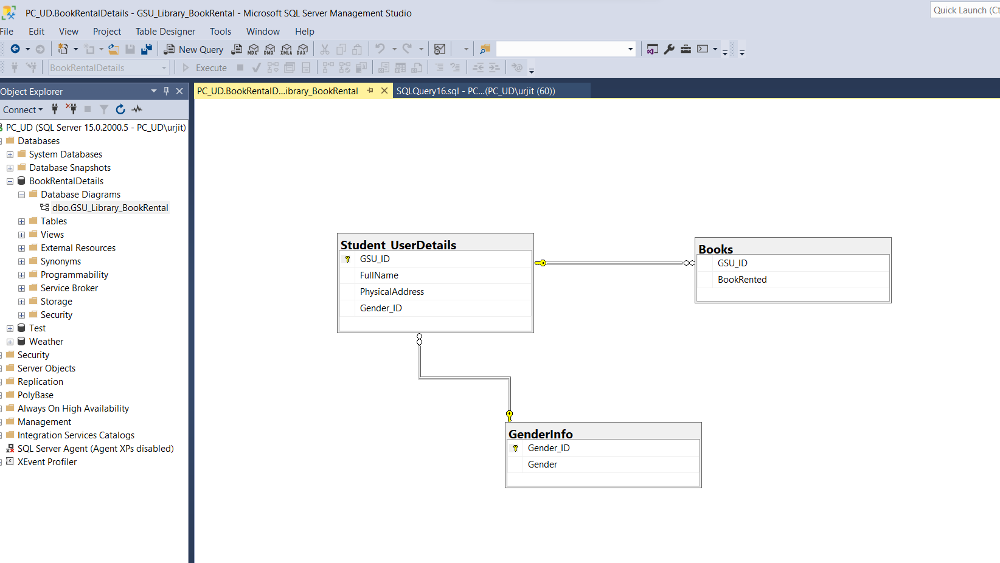 PC_UD.BookRentalDetails - GSU_Library_BookRental - Microsoft SQL Server Management Studio
Quick Launch (Ct
File Edit View Project Table Designer Tools Window Help
New Query MDX DMX XMLA DAX
BookRentalDetails Execute
Object Explorer
PC_UD.BookRentalD...ibrary_BookRental
SQLQuery16.sql - PC...(PC_UD\urjit (60))
Connect
PC_UD (SQL Server 15.0.2000.5 - PC_UD\urjit)
Databases
System Databases
Database Snapshots
BookRentalDetails
Database Diagrams
dbo.GSU_Library_BookRental
Tables
Views
External Resources
Synonyms
Programmability
Service Broker
Storage
Security
Test
Weather
Security
Server Objects
Replication
PolyBase
Always On High Availability
Management
Integration Services Catalogs
SQL Server Agent (Agent XPs disabled)
XEvent Profiler
Student_UserDetails
GSU_ID
FullName
PhysicalAddress
Gender_ID
Books
GSU_ID
BookRented
GenderInfo
Gender_ID
Gender